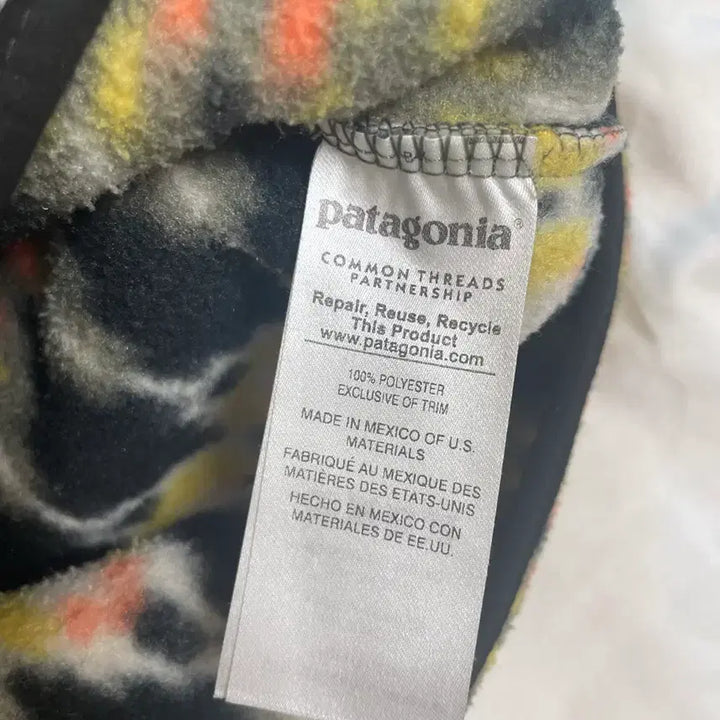 patagonia®
COMMON THREADS
PARTNERSHIP
Repair, Reuse, Recycle
This Product
www.patagonia.com
100% POLYESTER
EXCLUSIVE OF TRIM
MADE IN MEXICO OF U.S.
MATERIALS
FABRIQUÉ AU MEXIQUE DES
MATIÈRES DES ETATS-UNIS
HECHO EN MEXICO CON
MATERIALES DE EE.UU.